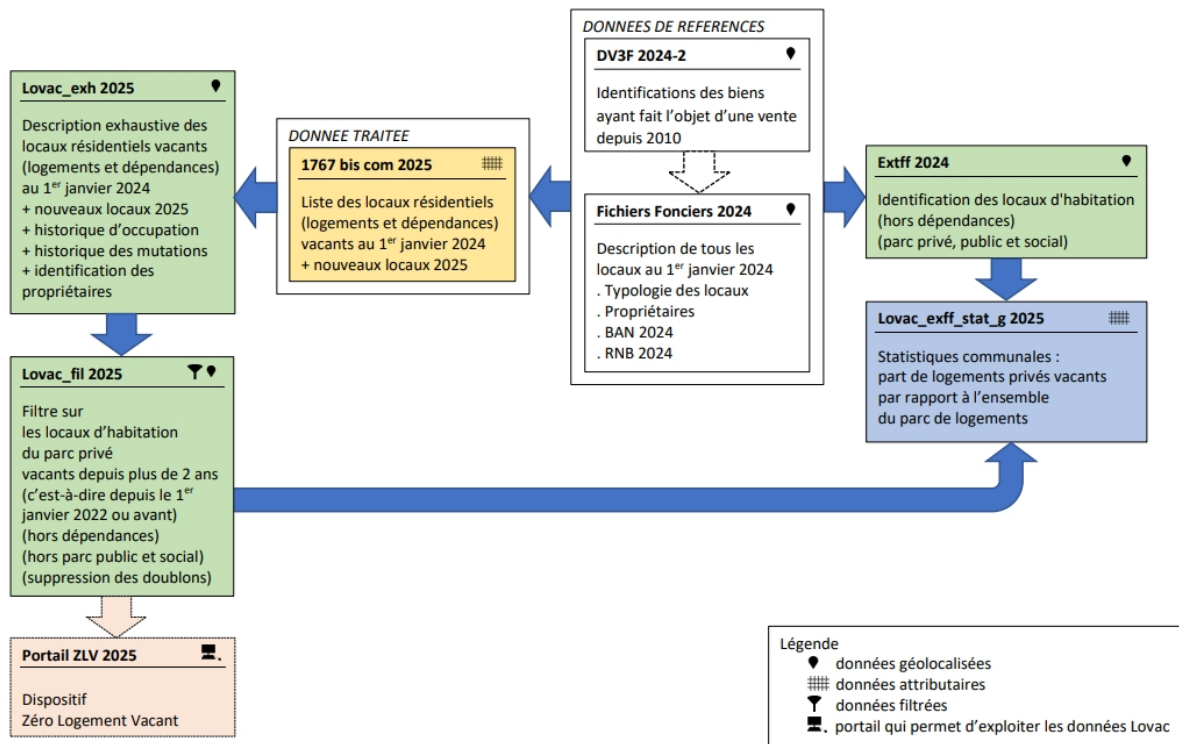 DONNEES DE REFERENCES
DV3F 2024-2
Identifications des biens
ayant fait l'objet d'une vente
depuis 2010
Fichiers Fonciers 2024
Description de tous les
locaux au 1er janvier 2024
. Typologie des locaux
. Propriétaires
. BAN 2024
. RNB 2024
DONNEE TRAITEE
1767 bis com 2025
Liste des locaux résidentiels
(logements et dépendances)
vacants au 1er janvier 2024
+ nouveaux locaux 2025
Lovac_exh 2025
Description exhaustive des
locaux résidentiels vacants
(logements et dépendances)
au 1er janvier 2024
+ nouveaux locaux 2025
+ historique d'occupation
+ historique des mutations
+ identification des
propriétaires
Lovac_fil 2025
Filtre sur
les locaux d'habitation
du parc privé
vacants depuis plus de 2 ans
(c'est-à-dire depuis le 1er
janvier 2022 ou avant)
(hors dépendances)
(hors parc public et social)
(suppression des doublons)
Portail ZLV 2025
Dispositif
Zéro Logement Vacant
Extff 2024
Identification des locaux d'habitation
(hors dépendances)
(parc privé, public et social)
Lovac_exff_stat_g 2025
Statistiques communales :
part de logements privés vacants
par rapport à l'ensemble
du parc de logements
Légende
données géolocalisées
données attributaires
données filtrées
portail qui permet d'exploiter les données Lovac